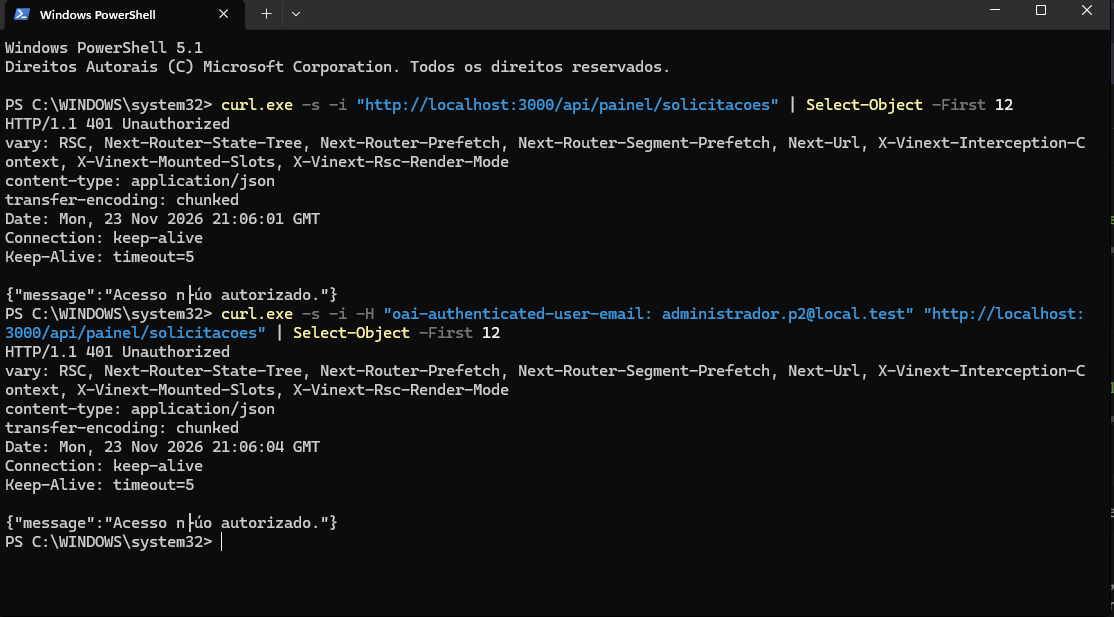 Windows PowerShell
Windows PowerShell 5.1
Direitos Autorais (C) Microsoft Corporation. Todos os direitos reservados.
PS C:\WINDOWS\system32> curl.exe -s -i "http://localhost:3000/api/painel/solicitacoes" | Select-Object -First 12
HTTP/1.1 401 Unauthorized
vary: RSC, Next-Router-State-Tree, Next-Router-Prefetch, Next-Router-Segment-Prefetch, Next-Url, X-Vinext-Interception-C
ontext, X-Vinext-Mounted-Slots, X-Vinext-Rsc-Render-Mode
content-type: application/json
transfer-encoding: chunked
Date: Mon, 23 Nov 2026 21:06:01 GMT
Connection: keep-alive
Keep-Alive: timeout=5
{"message":"Acesso n├úo autorizado."}
PS C:\WINDOWS\system32> curl.exe -s -i -H "oai-authenticated-user-email: administrador.p2@local.test" "http://localhost:
3000/api/painel/solicitacoes" | Select-Object -First 12
HTTP/1.1 401 Unauthorized
vary: RSC, Next-Router-State-Tree, Next-Router-Prefetch, Next-Router-Segment-Prefetch, Next-Url, X-Vinext-Interception-C
ontext, X-Vinext-Mounted-Slots, X-Vinext-Rsc-Render-Mode
content-type: application/json
transfer-encoding: chunked
Date: Mon, 23 Nov 2026 21:06:04 GMT
Connection: keep-alive
Keep-Alive: timeout=5
{"message":"Acesso n├úo autorizado."}
PS C:\WINDOWS\system32>